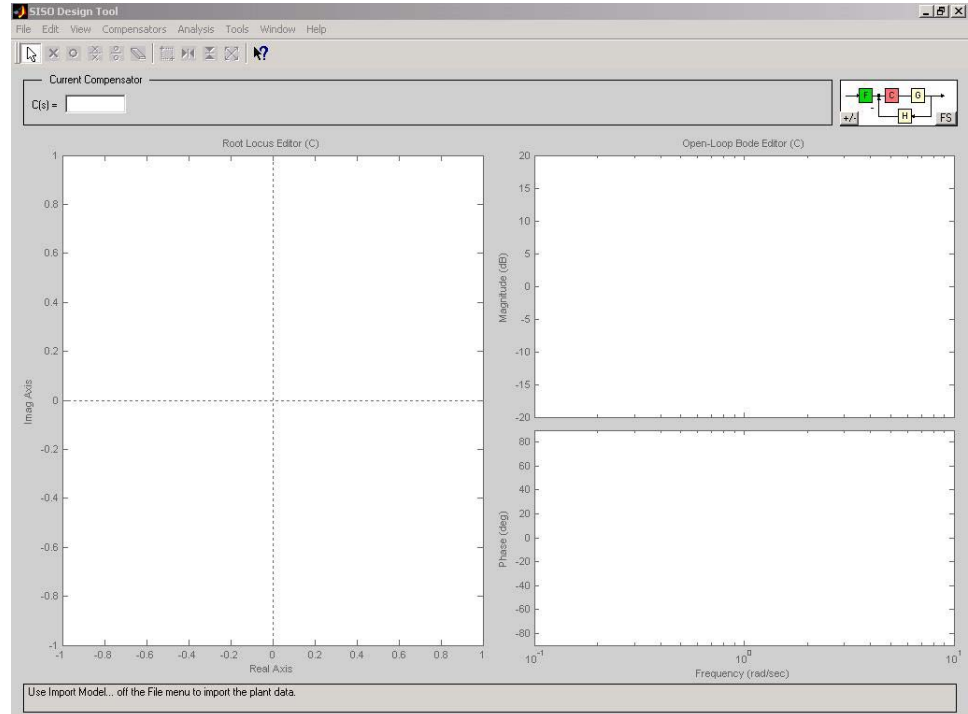 SISO Design Tool
File Edit View Compensators Analysis Tools Window Help
Current Compensator
C(s) =
F C G
H
+/- FS
Root Locus Editor (C)
1
0.8
0.6
0.4
0.2
0
-0.2
-0.4
-0.6
-0.8
-1
Imag Axis
-1 -0.8 -0.6 -0.4 -0.2 0 0.2 0.4 0.6 0.8 1
Real Axis
Open-Loop Bode Editor (C)
20
15
10
5
0
-5
-10
-15
-20
Magnitude (dB)
80
60
40
20
0
-20
-40
-60
-80
Phase (deg)
10^-1 10^0 10^1
Frequency (rad/sec)
Use Import Model... off the File menu to import the plant data.